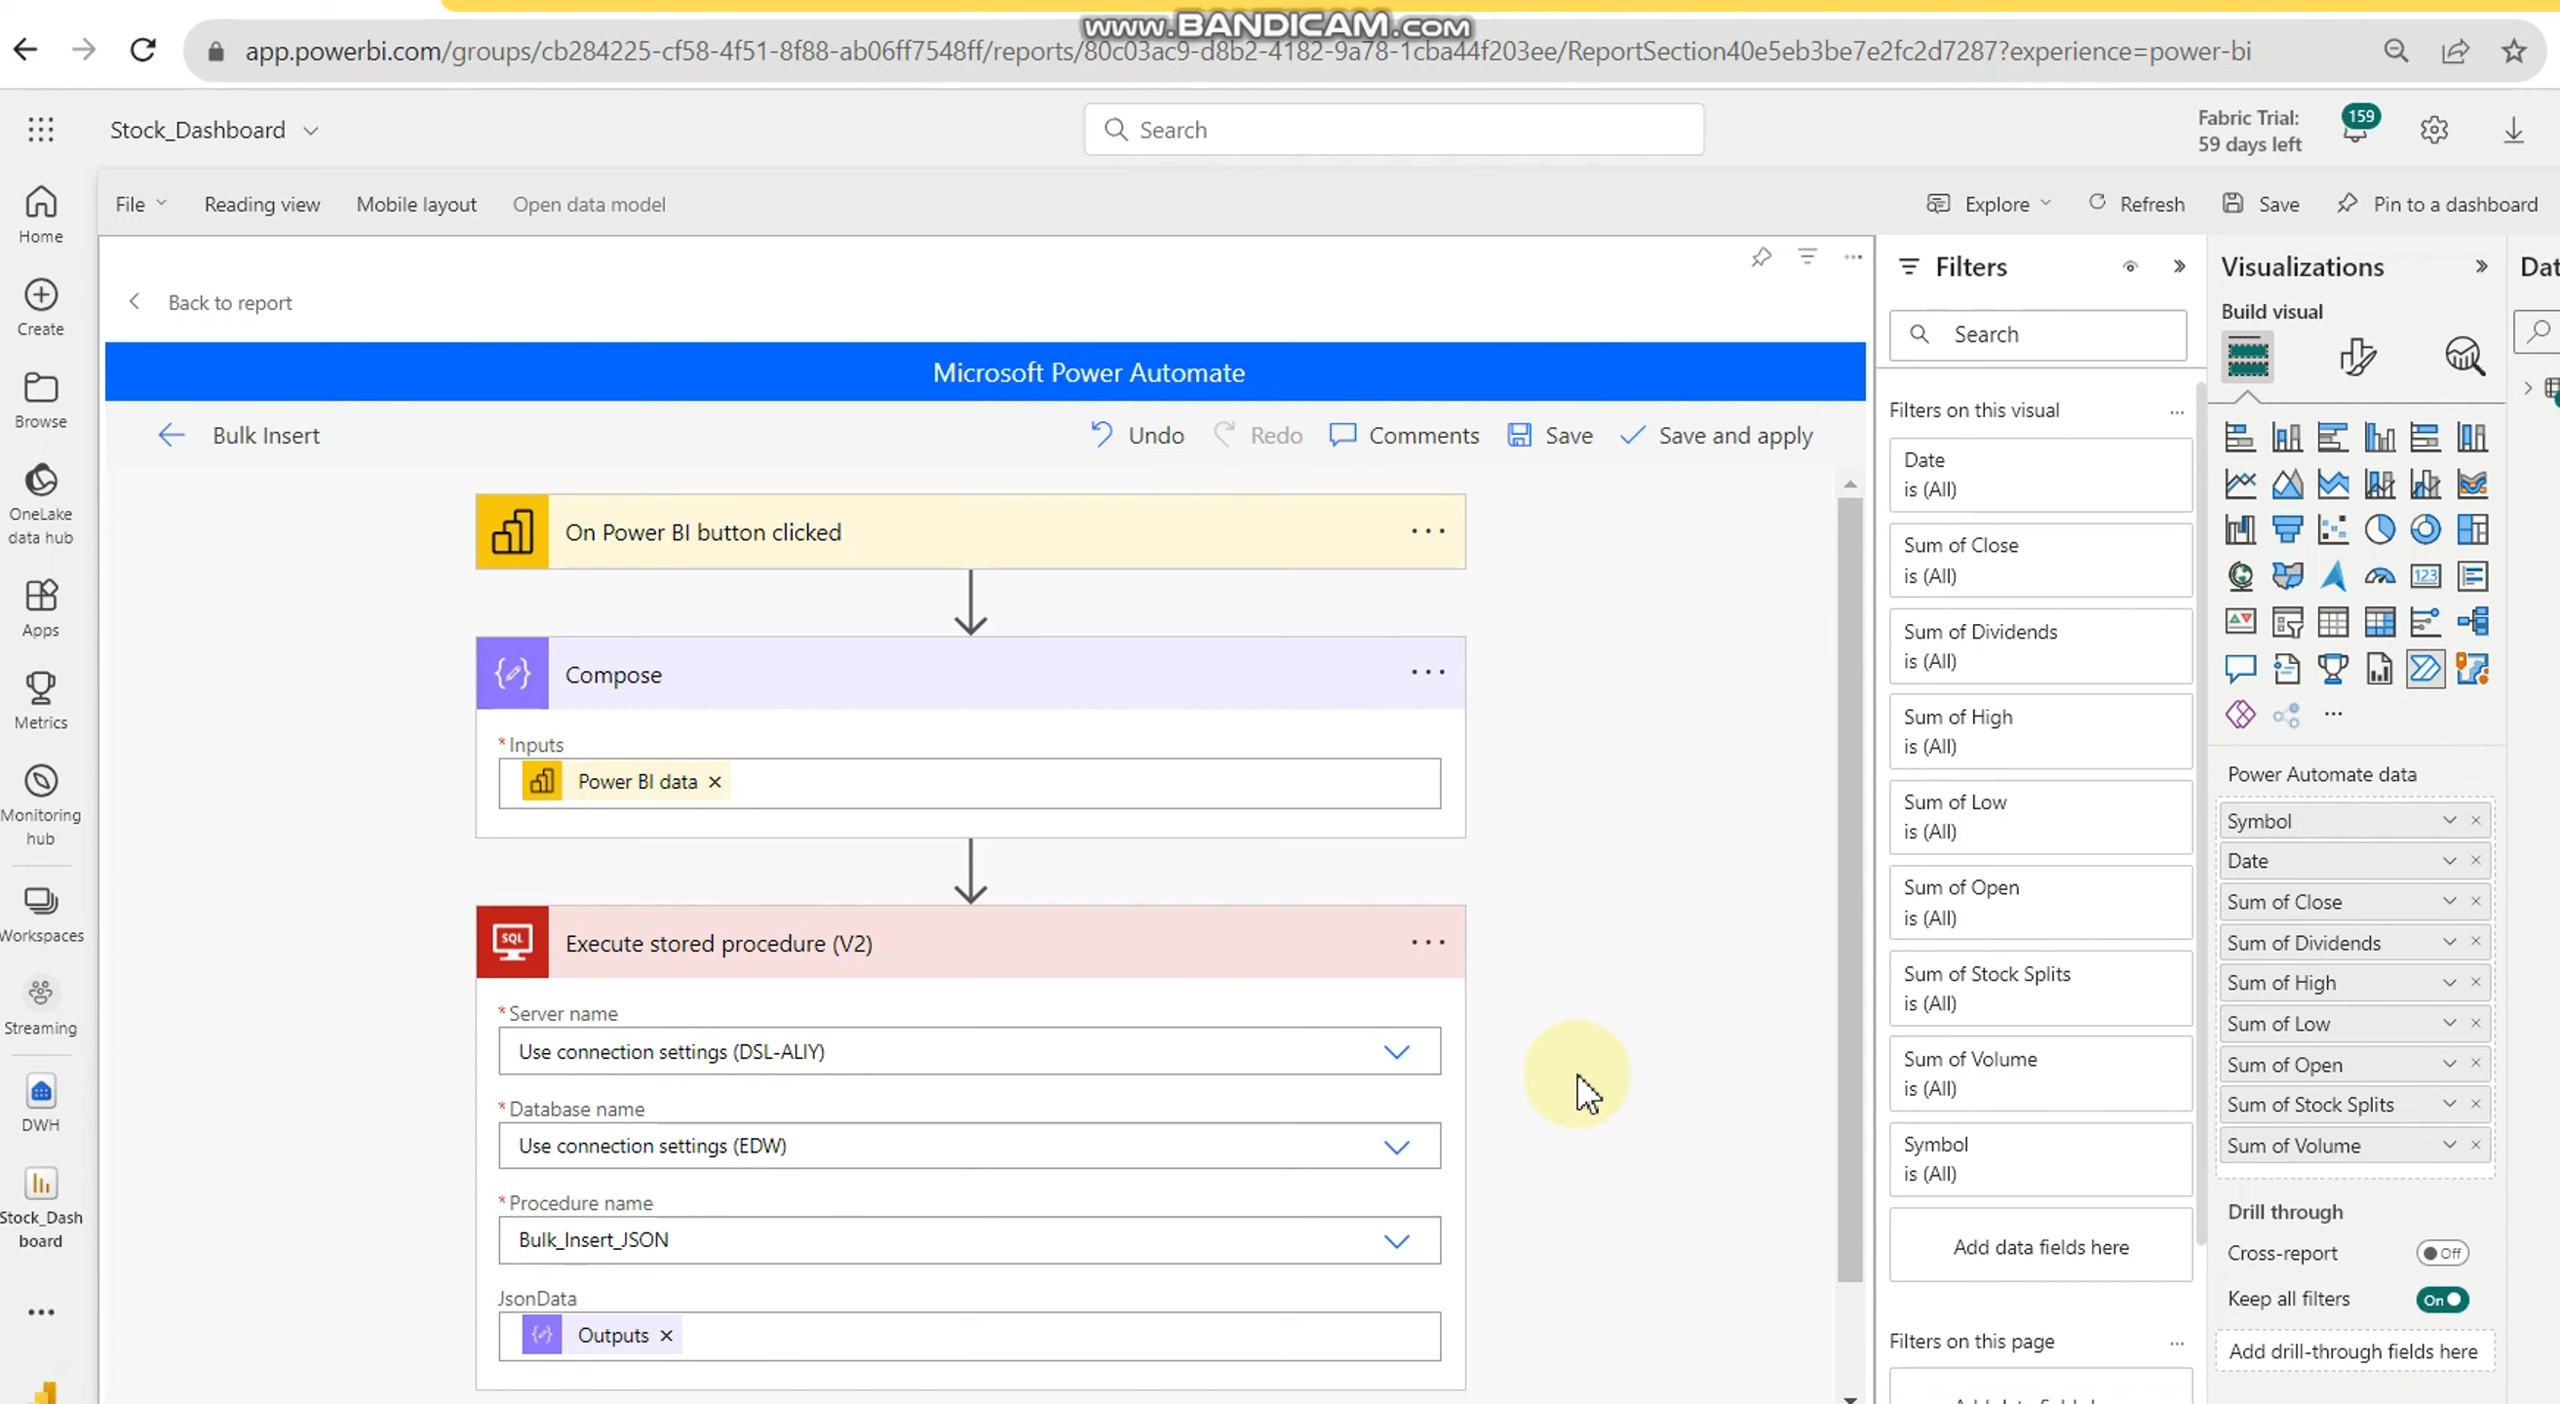 www.BANDICAM.com
app.powerbi.com/groups/cb284225-cf58-4f51-8f88-ab06ff7548ff/reports/80c03ac9-d8b2-4182-9a78-1cba44f203ee/ReportSection40e5eb3be7e2fc2d7287?experience=power-bi
Stock_Dashboard
Search
Fabric Trial:
59 days left
159
File
Reading view
Mobile layout
Open data model
Explore
Refresh
Save
Pin to a dashboard
Home
Create
Browse
OneLake
data hub
Apps
Metrics
Monitoring
hub
Workspaces
Streaming
DWH
Stock_Dash
board
Back to report
Microsoft Power Automate
Bulk Insert
Undo
Redo
Comments
Save
Save and apply
On Power BI button clicked
Compose
* Inputs
Power BI data
SQL
Execute stored procedure (V2)
* Server name
Use connection settings (DSL-ALIY)
* Database name
Use connection settings (EDW)
* Procedure name
Bulk_Insert_JSON
JsonData
Outputs
Filters
Search
Filters on this visual
Date
is (All)
Sum of Close
is (All)
Sum of Dividends
is (All)
Sum of High
is (All)
Sum of Low
is (All)
Sum of Open
is (All)
Sum of Stock Splits
is (All)
Sum of Volume
is (All)
Symbol
is (All)
Add data fields here
Filters on this page
Visualizations
Build visual
123
Power Automate data
Symbol
Date
Sum of Close
Sum of Dividends
Sum of High
Sum of Low
Sum of Open
Sum of Stock Splits
Sum of Volume
Drill through
Cross-report
Off
Keep all filters
On
Add drill-through fields here
Dat